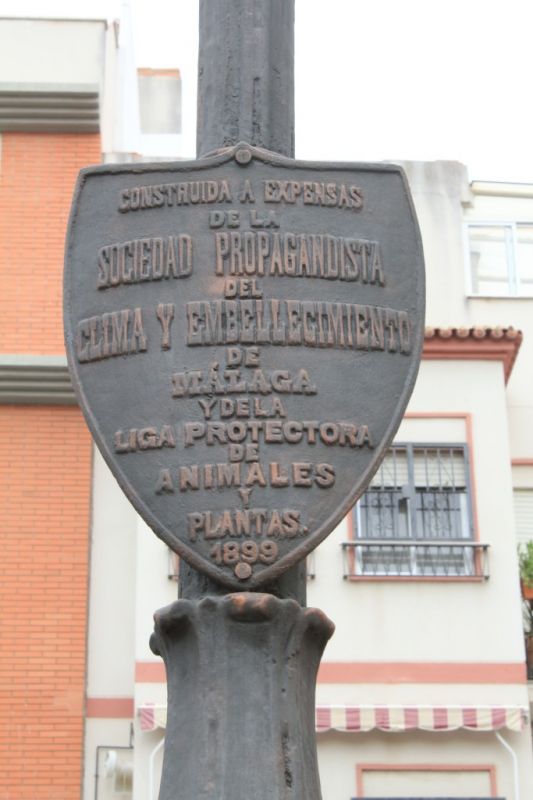 CONSTRUIDA A EXPENSAS
DE LA
SOCIEDAD PROPAGANDISTA
DEL
CLIMA Y EMBELLECIMIENTO
DE
MÁLAGA
Y DE LA
LIGA PROTECTORA
DE
ANIMALES
Y
PLANTAS.
1899